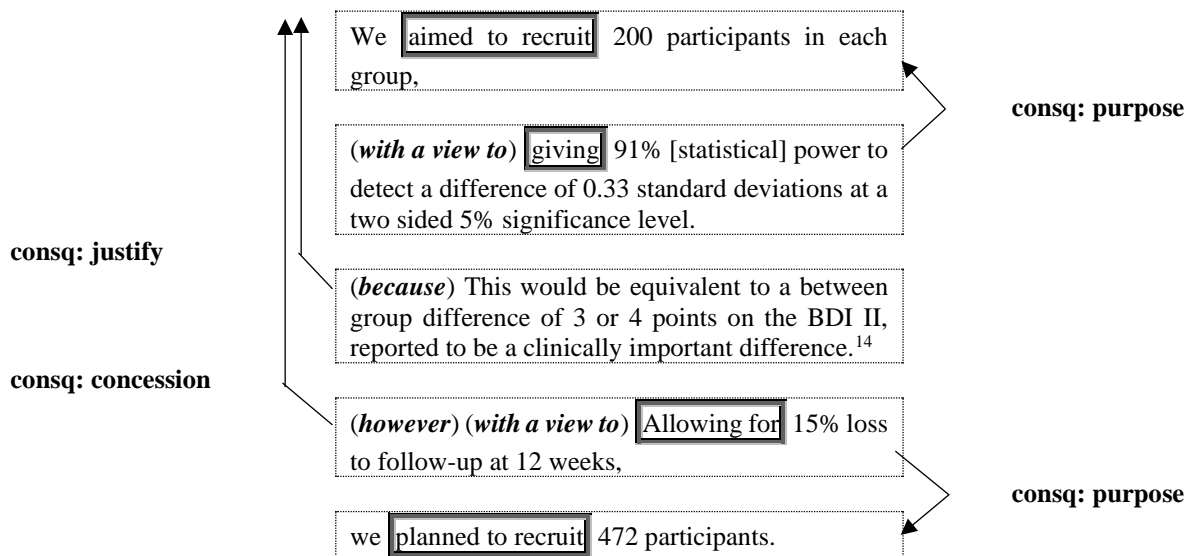 We aimed to recruit 200 participants in each
group,
consq: purpose
(with a view to) giving 91% [statistical] power to
detect a difference of 0.33 standard deviations at a
two sided 5% significance level.
consq: justify
(because) This would be equivalent to a between
group difference of 3 or 4 points on the BDI II,
reported to be a clinically important difference.14
consq: concession
(however) (with a view to) Allowing for 15% loss
to follow-up at 12 weeks,
consq: purpose
we planned to recruit 472 participants.